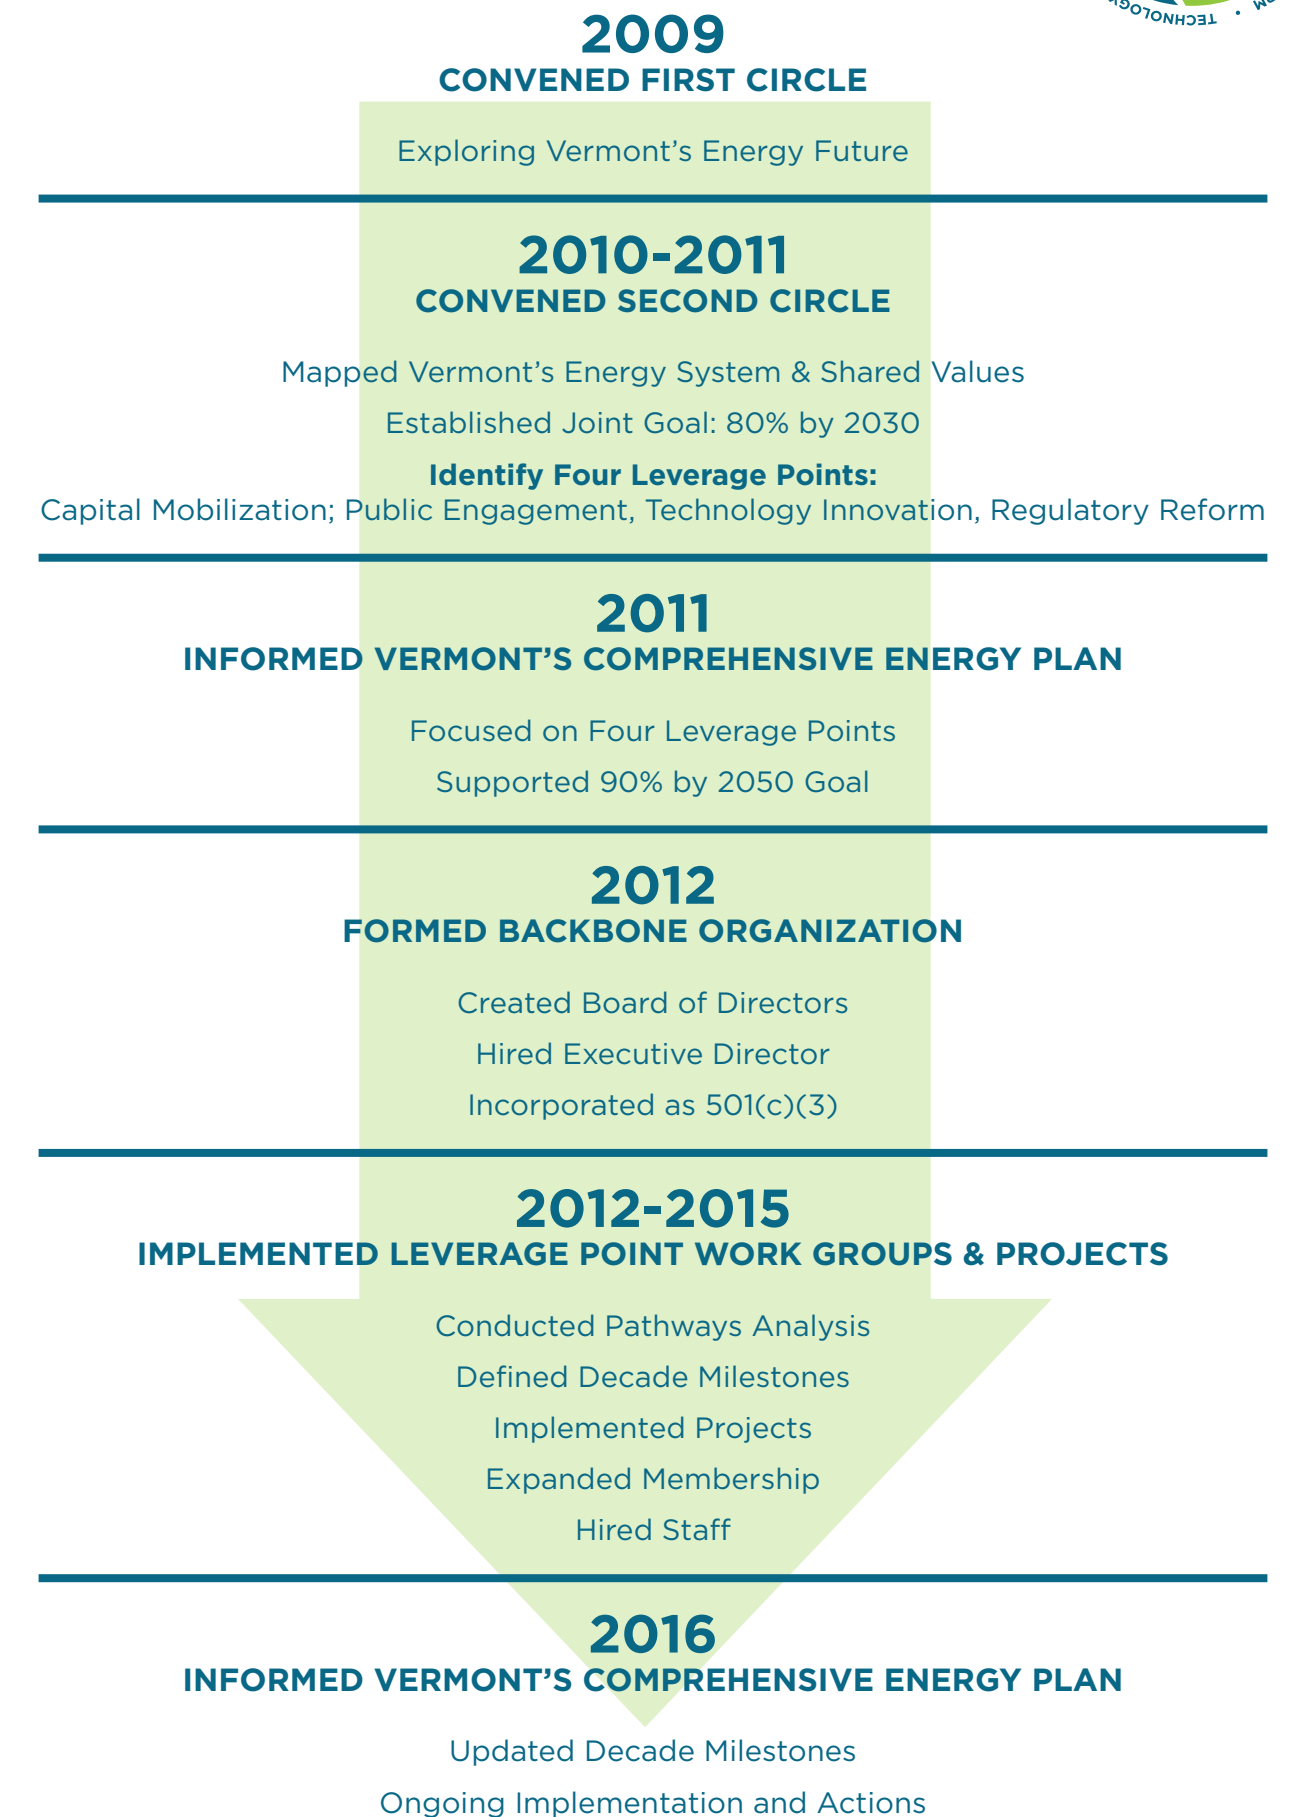 TECHNOLOGY
2009
CONVENED FIRST CIRCLE
Exploring Vermont’s Energy Future
2010-2011
CONVENED SECOND CIRCLE
Mapped Vermont’s Energy System & Shared Values
Established Joint Goal: 80% by 2030
Identify Four Leverage Points:
Capital Mobilization; Public Engagement, Technology Innovation, Regulatory Reform
2011
INFORMED VERMONT’S COMPREHENSIVE ENERGY PLAN
Focused on Four Leverage Points
Supported 90% by 2050 Goal
2012
FORMED BACKBONE ORGANIZATION
Created Board of Directors
Hired Executive Director
Incorporated as 501(c)(3)
2012-2015
IMPLEMENTED LEVERAGE POINT WORK GROUPS & PROJECTS
Conducted Pathways Analysis
Defined Decade Milestones
Implemented Projects
Expanded Membership
Hired Staff
2016
INFORMED VERMONT’S COMPREHENSIVE ENERGY PLAN
Updated Decade Milestones
Ongoing Implementation and Actions